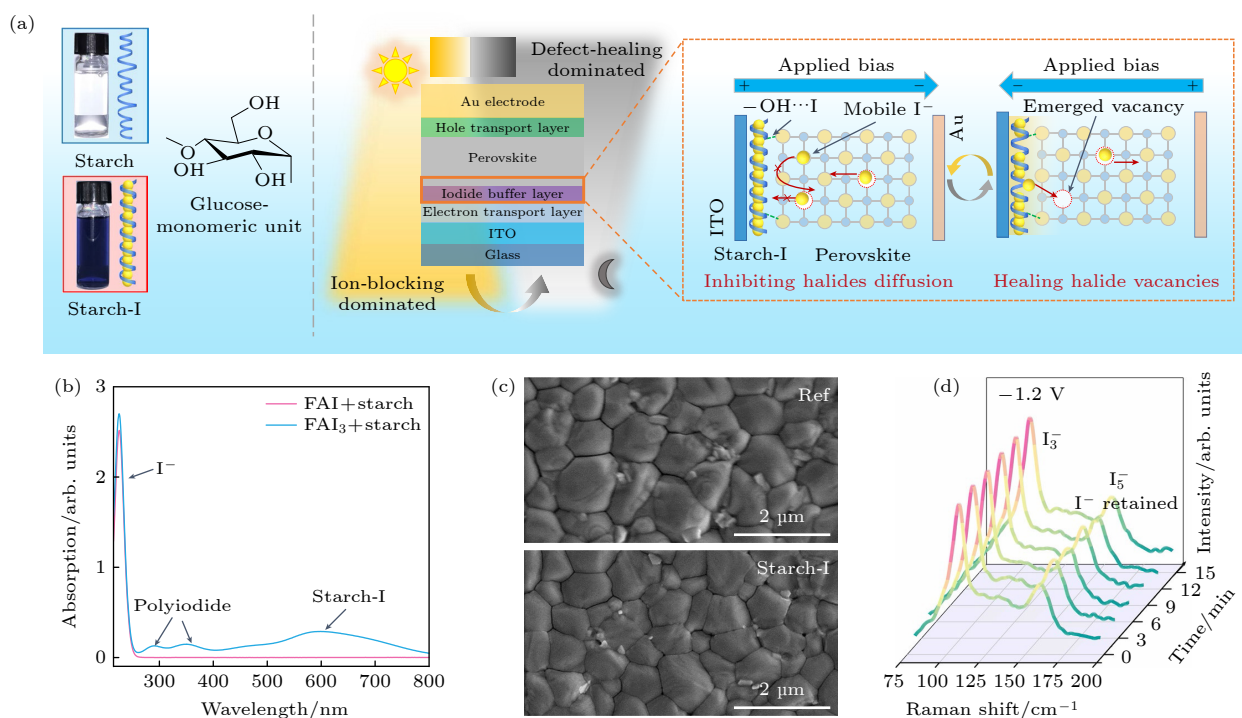 (a)
Starch
Starch-I
OH
O
O
OH
OH
O
Glucose-
monomeric unit
Defect-healing
dominated
Au electrode
Hole transport layer
Perovskite
Iodide buffer layer
Electron transport layer
ITO
Glass
Ion-blocking
dominated
Applied bias
+ −
−OH···I
Mobile I⁻
ITO
Au
Starch-I
Perovskite
Inhibiting halides diffusion
Applied bias
− +
Emerged vacancy
Healing halide vacancies
(b)
3
2
1
0
Absorption/arb. units
FAI+starch
FAI₃+starch
I⁻
Polyiodide
Starch-I
300 400 500 600 700 800
Wavelength/nm
(c)
Ref
2 µm
Starch-I
2 µm
(d)
−1.2 V
I₃⁻
I₅⁻
I⁻ retained
Intensity/arb. units
15
12
9
6
3
0
Time/min
75 100 125 150 175 200
Raman shift/cm⁻¹